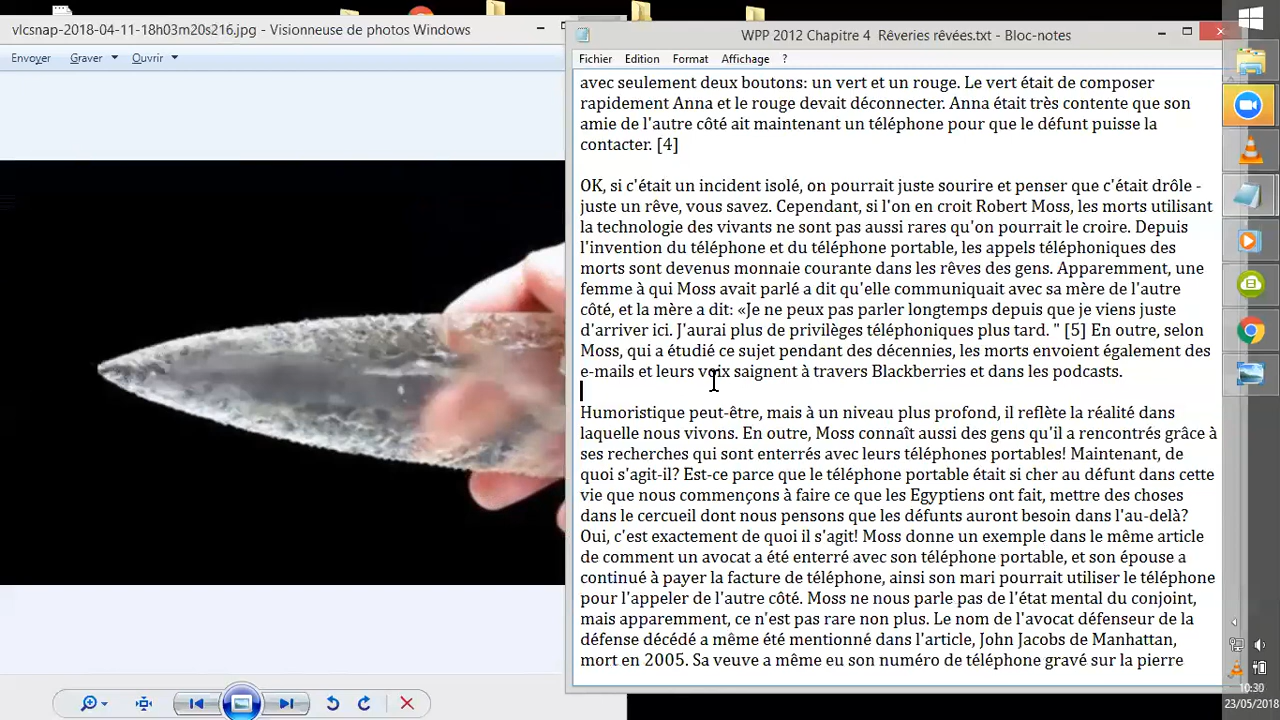 vlcsnap-2018-04-11-18h03m20s216.jpg - Visionneuse de photos Windows
Envoyer Graver Ouvrir
WPP 2012 Chapitre 4 Rêveries rêvées.txt - Bloc-notes
Fichier Edition Format Affichage ?
avec seulement deux boutons: un vert et un rouge. Le vert était de composer
rapidement Anna et le rouge devait déconnecter. Anna était très contente que son
amie de l'autre côté ait maintenant un téléphone pour que le défunt puisse la
contacter. [4]
OK, si c'était un incident isolé, on pourrait juste sourire et penser que c'était drôle -
juste un rêve, vous savez. Cependant, si l'on en croit Robert Moss, les morts utilisant
la technologie des vivants ne sont pas aussi rares qu'on pourrait le croire. Depuis
l'invention du téléphone et du téléphone portable, les appels téléphoniques des
morts sont devenus monnaie courante dans les rêves des gens. Apparemment, une
femme à qui Moss avait parlé a dit qu'elle communiquait avec sa mère de l'autre
côté, et la mère a dit: «Je ne peux pas parler longtemps depuis que je viens juste
d'arriver ici. J'aurai plus de privilèges téléphoniques plus tard. " [5] En outre, selon
Moss, qui a étudié ce sujet pendant des décennies, les morts envoient également des
e-mails et leurs voix saignent à travers Blackberries et dans les podcasts.
Humoristique peut-être, mais à un niveau plus profond, il reflète la réalité dans
laquelle nous vivons. En outre, Moss connaît aussi des gens qu'il a rencontrés grâce à
ses recherches qui sont enterrés avec leurs téléphones portables! Maintenant, de
quoi s'agit-il? Est-ce parce que le téléphone portable était si cher au défunt dans cette
vie que nous commençons à faire ce que les Egyptiens ont fait, mettre des choses
dans le cercueil dont nous pensons que les défunts auront besoin dans l'au-delà?
Oui, c'est exactement de quoi il s'agit! Moss donne un exemple dans le même article
de comment un avocat a été enterré avec son téléphone portable, et son épouse a
continué à payer la facture de téléphone, ainsi son mari pourrait utiliser le téléphone
pour l'appeler de l'autre côté. Moss ne nous parle pas de l'état mental du conjoint,
mais apparemment, ce n'est pas rare non plus. Le nom de l'avocat défenseur de la
défense décédé a même été mentionné dans l'article, John Jacobs de Manhattan,
mort en 2005. Sa veuve a même eu son numéro de téléphone gravé sur la pierre
10:30
23/05/2018